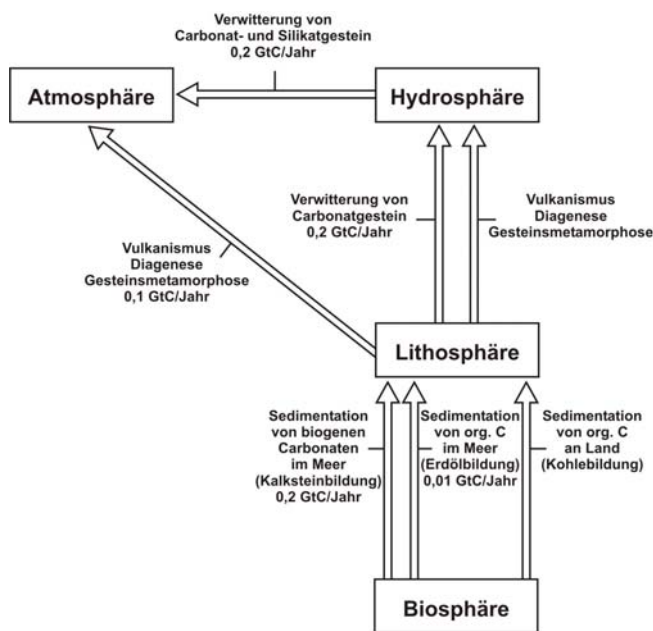 Verwitterung von
Carbonat- und Silikatgestein
0,2 GtC/Jahr
Atmosphäre
Hydrosphäre
Verwitterung von
Carbonatgestein
0,2 GtC/Jahr
Vulkanismus
Diagenese
Gesteinsmetamorphose
Vulkanismus
Diagenese
Gesteinsmetamorphose
0,1 GtC/Jahr
Lithosphäre
Sedimentation
von biogenen
Carbonaten
im Meer
(Kalksteinbildung)
0,2 GtC/Jahr
Sedimentation
von org. C
im Meer
(Erdölbildung)
0,01 GtC/Jahr
Sedimentation
von org. C
an Land
(Kohlebildung)
Biosphäre